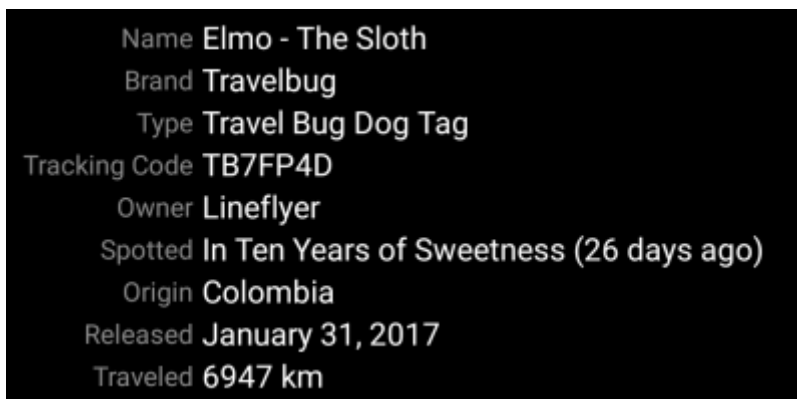 Name Elmo - The Sloth
Brand Travelbug
Type Travel Bug Dog Tag
Tracking Code TB7FP4D
Owner Lineflyer
Spotted In Ten Years of Sweetness (26 days ago)
Origin Colombia
Released January 31, 2017
Traveled 6947 km